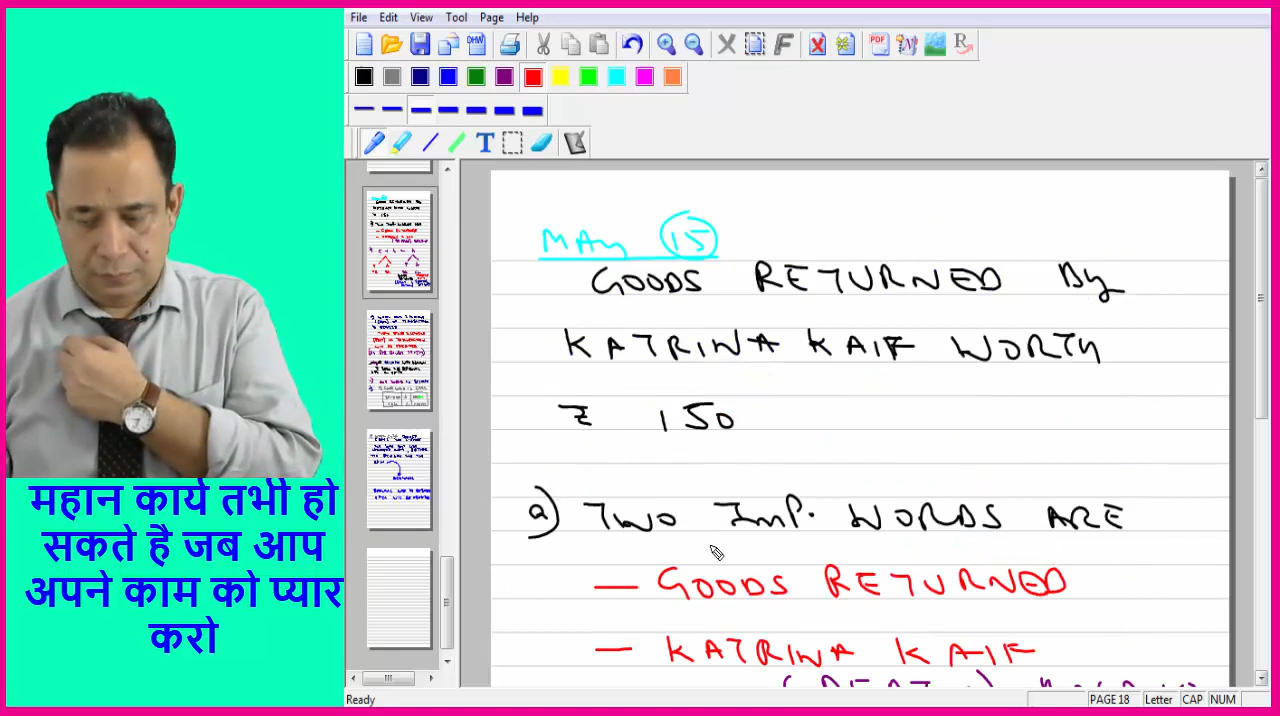 File Edit View Tool Page Help
MAY 15
GOODS RETURNED By
KATRINA KAIF WORTH
₹ 150
a) TWO Imp. WORDS ARE
— GOODS RETURNED
— KATRINA KAIF
महान कार्य तभी हो
सकते है जब आप
अपने काम को प्यार
करो
Ready PAGE 18 Letter CAP NUM